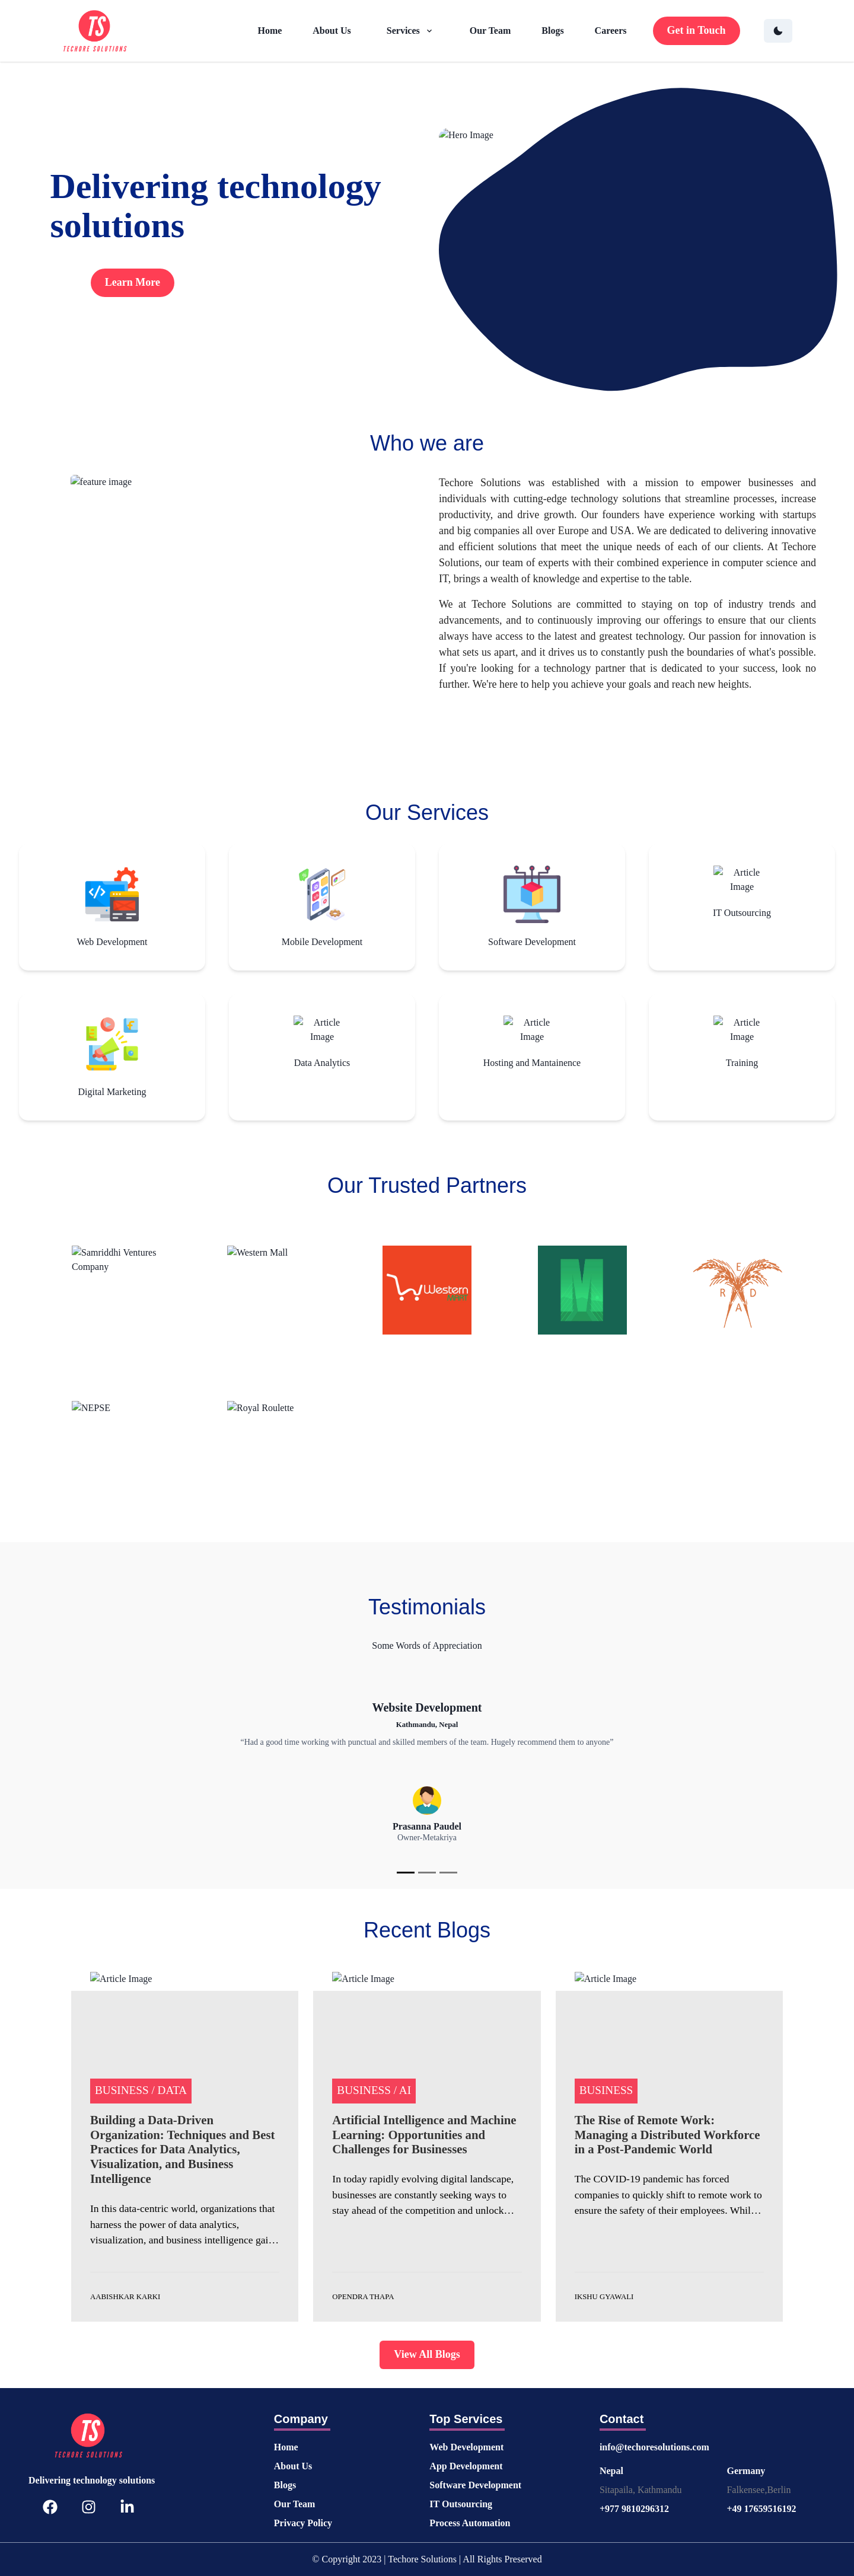 TS
TECHORE SOLUTIONS
Home
About Us
Services
Our Team
Blogs
Careers
Get in Touch
Delivering technology
solutions
Learn More
Hero Image
Who we are
feature image
Techore Solutions was established with a mission to empower businesses and
individuals with cutting-edge technology solutions that streamline processes, increase
productivity, and drive growth. Our founders have experience working with startups
and big companies all over Europe and USA. We are dedicated to delivering innovative
and efficient solutions that meet the unique needs of each of our clients. At Techore
Solutions, our team of experts with their combined experience in computer science and
IT, brings a wealth of knowledge and expertise to the table.
We at Techore Solutions are committed to staying on top of industry trends and
advancements, and to continuously improving our offerings to ensure that our clients
always have access to the latest and greatest technology. Our passion for innovation is
what sets us apart, and it drives us to constantly push the boundaries of what's possible.
If you're looking for a technology partner that is dedicated to your success, look no
further. We're here to help you achieve your goals and reach new heights.
Our Services
Web Development
Mobile Development
Software Development
Article
Image
IT Outsourcing
Digital Marketing
Article
Image
Data Analytics
Article
Image
Hosting and Mantainence
Article
Image
Training
Our Trusted Partners
Samriddhi Ventures
Company
Western Mall
Western
M
READ
NEPSE
Royal Roulette
Testimonials
Some Words of Appreciation
Website Development
Kathmandu, Nepal
“Had a good time working with punctual and skilled members of the team. Hugely recommend them to anyone”
Prasanna Paudel
Owner-Metakriya
Recent Blogs
Article Image
BUSINESS / DATA
Building a Data-Driven
Organization: Techniques and Best
Practices for Data Analytics,
Visualization, and Business
Intelligence
In this data-centric world, organizations that
harness the power of data analytics,
visualization, and business intelligence gai…
AABISHKAR KARKI
Article Image
BUSINESS / AI
Artificial Intelligence and Machine
Learning: Opportunities and
Challenges for Businesses
In today rapidly evolving digital landscape,
businesses are constantly seeking ways to
stay ahead of the competition and unlock…
OPENDRA THAPA
Article Image
BUSINESS
The Rise of Remote Work:
Managing a Distributed Workforce
in a Post-Pandemic World
The COVID-19 pandemic has forced
companies to quickly shift to remote work to
ensure the safety of their employees. Whil…
IKSHU GYAWALI
View All Blogs
TS
TECHORE SOLUTIONS
Delivering technology solutions
Company
Home
About Us
Blogs
Our Team
Privacy Policy
Top Services
Web Development
App Development
Software Development
IT Outsourcing
Process Automation
Contact
info@techoresolutions.com
Nepal
Sitapaila, Kathmandu
+977 9810296312
Germany
Falkensee,Berlin
+49 17659516192
© Copyright 2023 | Techore Solutions | All Rights Preserved